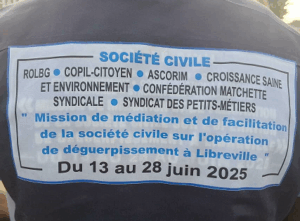 SOCIÉTÉ CIVILE
ROLBG ● COPIL-CITOYEN ● ASCORIM ● CROISSANCE SAINE
ET ENVIRONNEMENT ● CONFÉDÉRATION MATCHETTE
SYNDICALE ● SYNDICAT DES PETITS-MÉTIERS
" Mission de médiation et de facilitation
de la société civile sur l'opération
de déguerpissement à Libreville "
Du 13 au 28 juin 2025